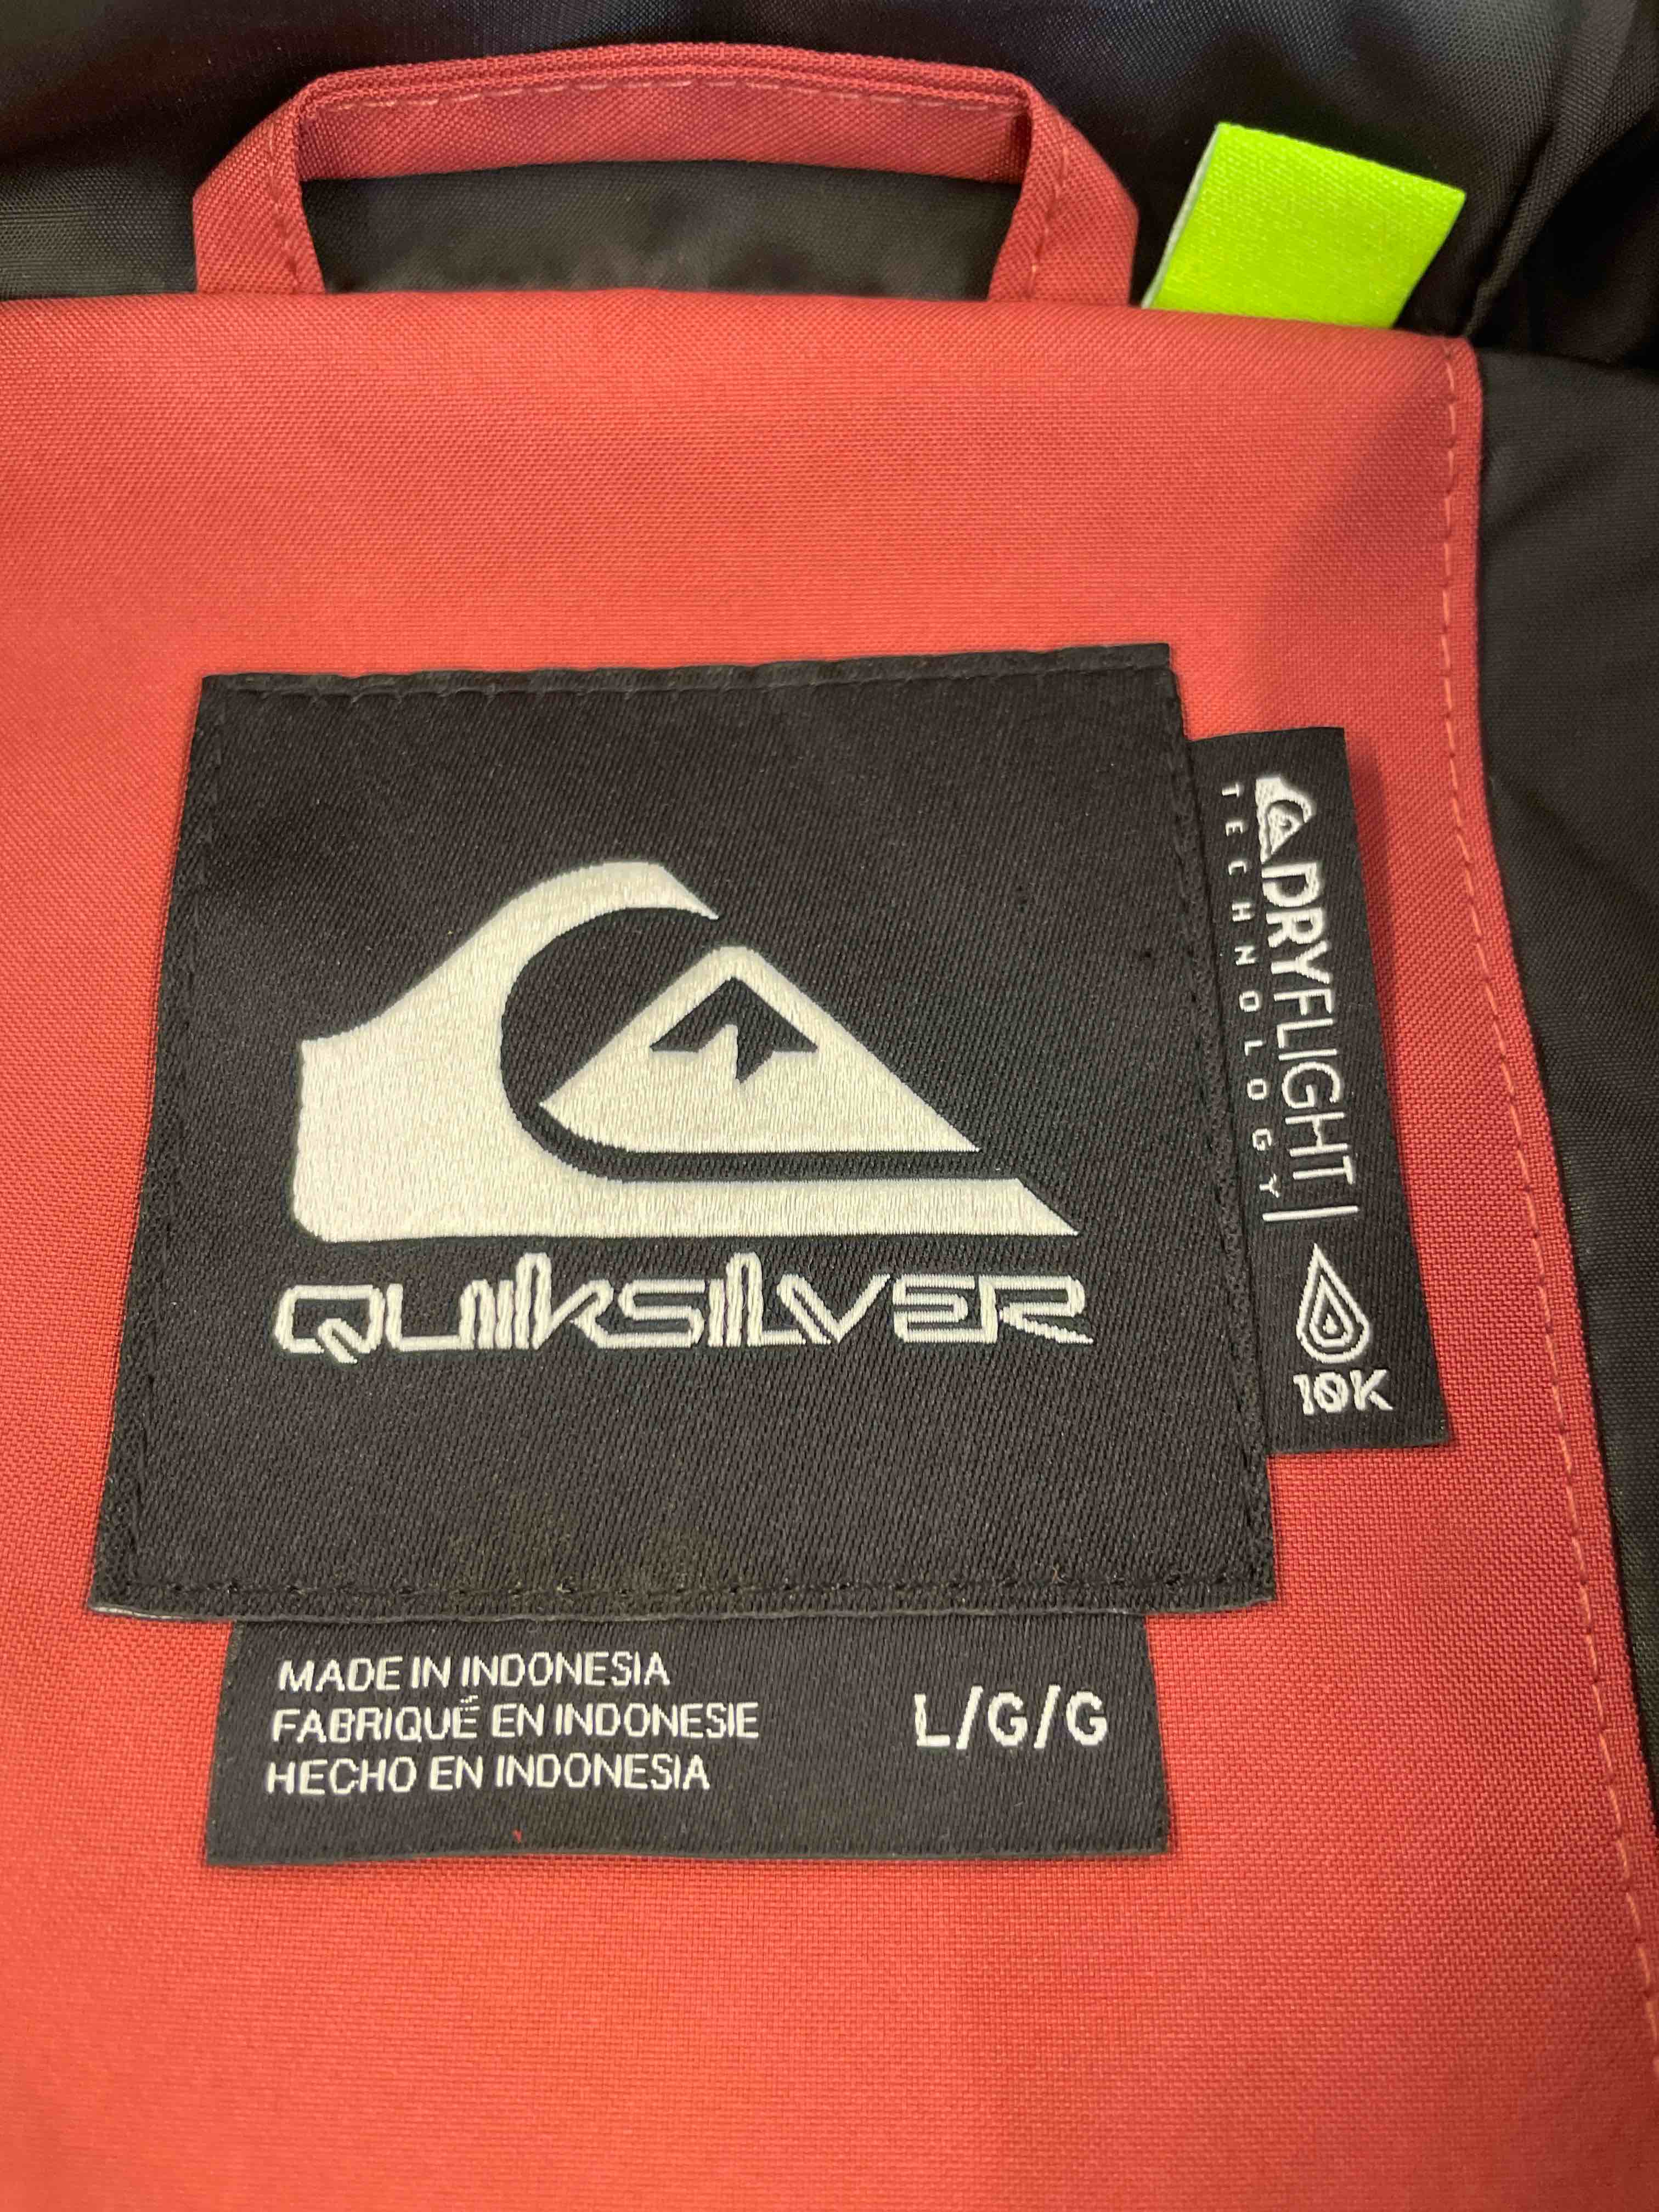 QUIKSILVER
DRYFLIGHT
TECHNOLOGY
10K
MADE IN INDONESIA
FABRIQUÉ EN INDONESIE
HECHO EN INDONESIA
L/G/G